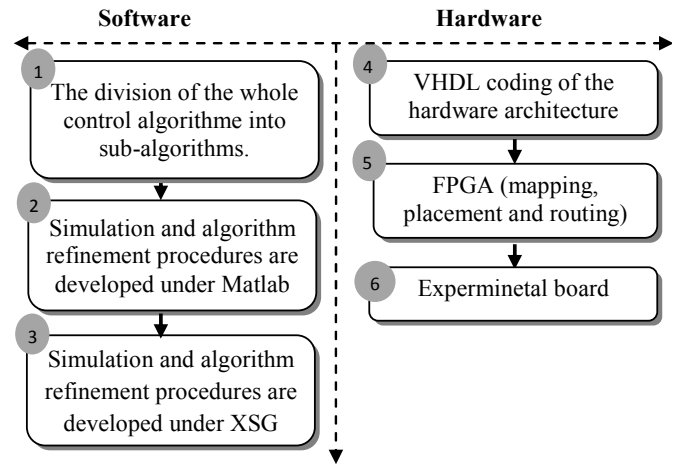 Software
Hardware
1
The division of the whole
control algorithme into
sub-algorithms.
2
Simulation and algorithm
refinement procedures are
developed under Matlab
3
Simulation and algorithm
refinement procedures are
developed under XSG
4
VHDL coding of the
hardware architecture
5
FPGA (mapping,
placement and routing)
6
Experminetal board